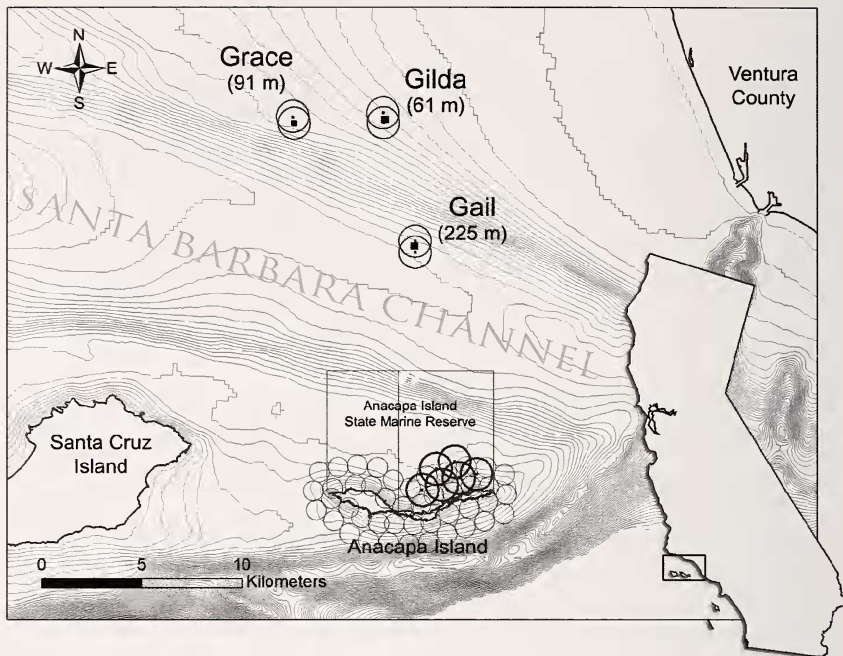 N
W E
S
Grace
(91 m)
Gilda
(61 m)
Ventura
County
Gail
(225 m)
SANTA BARBARA CHANNEL
Anacapa Island
State Marine Reserve
Santa Cruz
Island
Anacapa Island
0 5 10
Kilometers